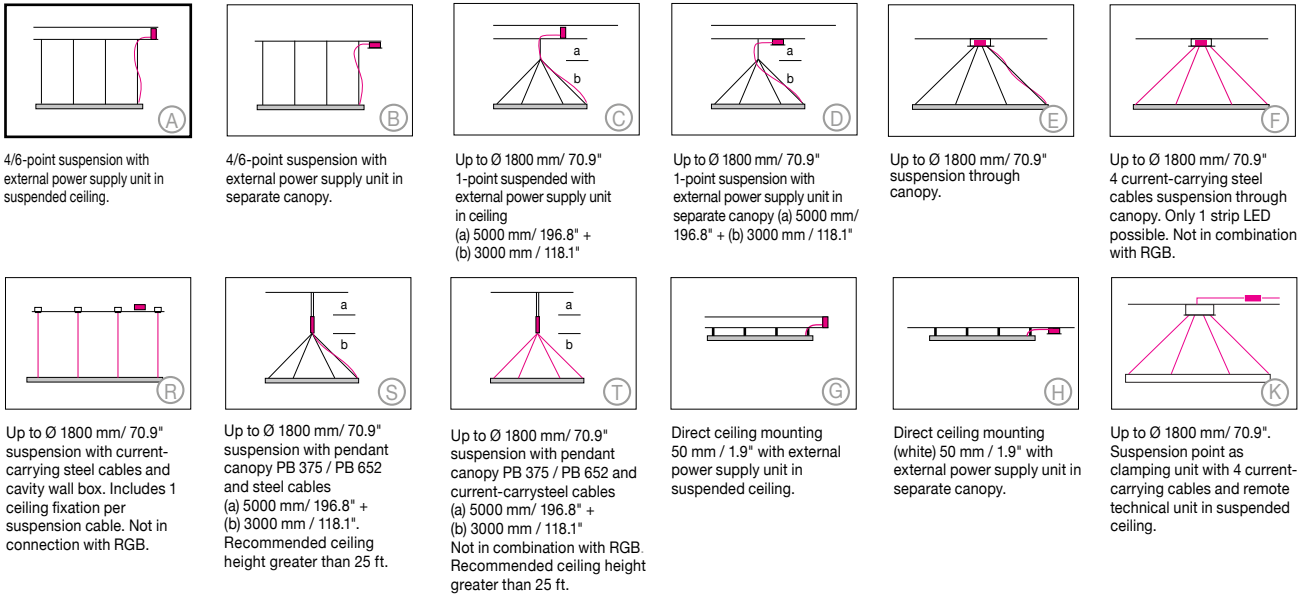 A
4/6-point suspension with
external power supply unit in
suspended ceiling.
B
4/6-point suspension with
external power supply unit in
separate canopy.
a
b
C
Up to Ø 1800 mm/ 70.9"
1-point suspended with
external power supply unit
in ceiling
(a) 5000 mm/ 196.8" +
(b) 3000 mm / 118.1"
a
b
D
Up to Ø 1800 mm/ 70.9"
1-point suspension with
external power supply unit in
separate canopy (a) 5000 mm/
196.8" + (b) 3000 mm / 118.1"
E
Up to Ø 1800 mm/ 70.9"
suspension through
canopy.
F
Up to Ø 1800 mm/ 70.9"
4 current-carrying steel
cables suspension through
canopy. Only 1 strip LED
possible. Not in combination
with RGB.
R
Up to Ø 1800 mm/ 70.9"
suspension with current-
carrying steel cables and
cavity wall box. Includes 1
ceiling fixation per
suspension cable. Not in
connection with RGB.
a
b
S
Up to Ø 1800 mm/ 70.9"
suspension with pendant
canopy PB 375 / PB 652
and steel cables
(a) 5000 mm/ 196.8" +
(b) 3000 mm / 118.1".
Recommended ceiling
height greater than 25 ft.
a
b
T
Up to Ø 1800 mm/ 70.9"
suspension with pendant
canopy PB 375 / PB 652 and
current-carrysteel cables
(a) 5000 mm/ 196.8" +
(b) 3000 mm / 118.1"
Not in combination with RGB.
Recommended ceiling height
greater than 25 ft.
G
Direct ceiling mounting
50 mm / 1.9" with external
power supply unit in
suspended ceiling.
H
Direct ceiling mounting
(white) 50 mm / 1.9" with
external power supply unit in
separate canopy.
K
Up to Ø 1800 mm/ 70.9".
Suspension point as
clamping unit with 4 current-
carrying cables and remote
technical unit in suspended
ceiling.